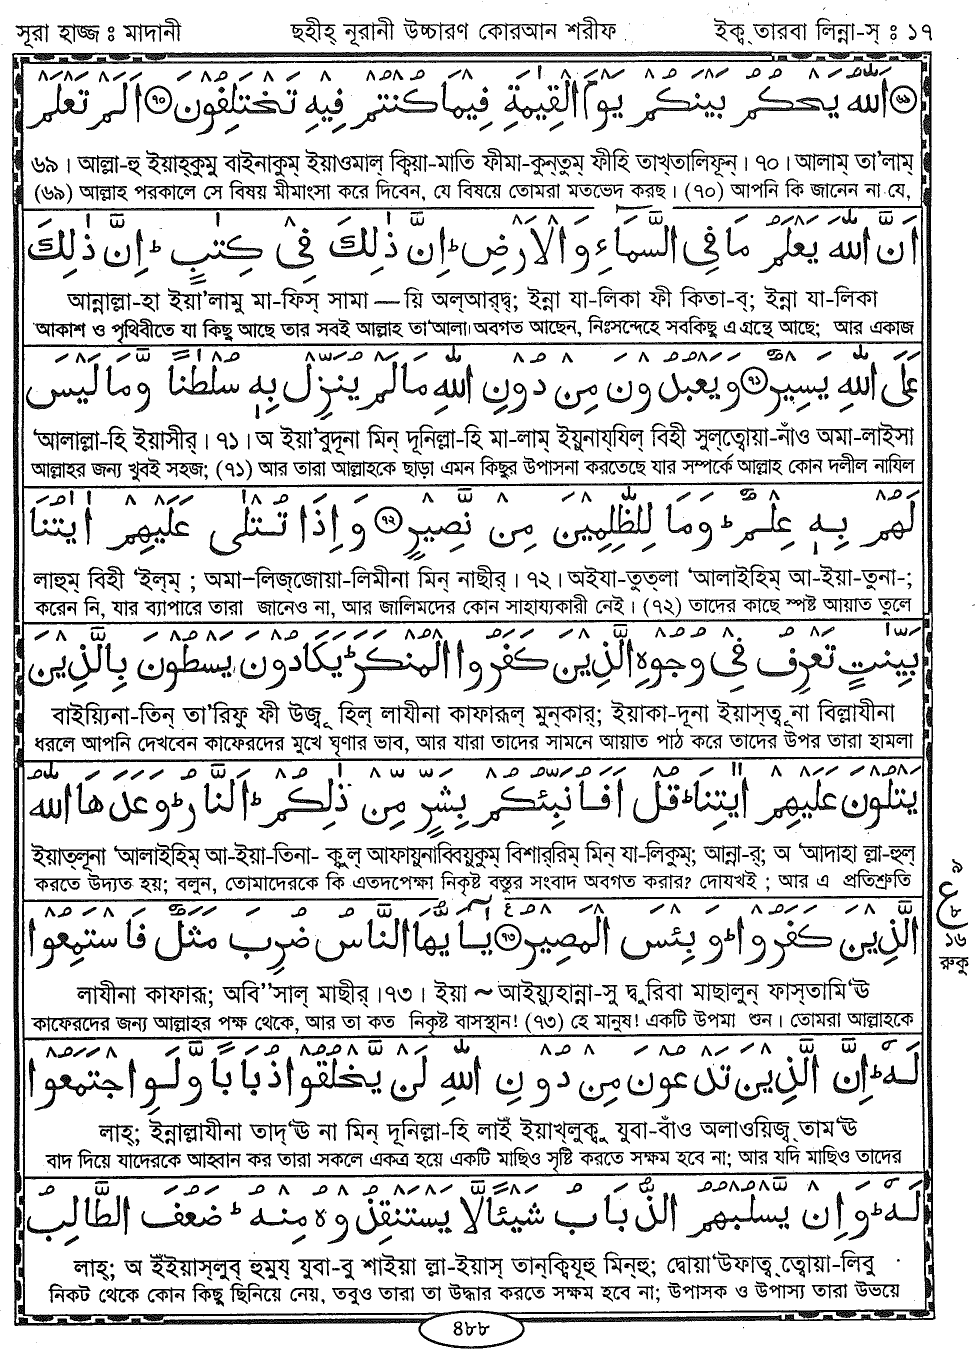 সূরা হাজ্জ ঃ মাদানী ছহীহ্ নূরানী উচ্চারণ কোরআন শরীফ ইক্ব্ তারবা লিন্না-স্ ঃ ১৭
﴿٦٩﴾ اَللّٰهُ يَحْكُمُ بَيْنَكُمْ يَوْمَ الْقِيٰمَةِ فِيْمَا كُنْتُمْ فِيْهِ تَخْتَلِفُوْنَ ﴿٧٠﴾ اَلَمْ تَعْلَمْ
৬৯। আল্লা-হু ইয়াহ্কুমু বাইনাকুম্ ইয়াওমাল্ ক্বিয়া-মাতি ফীমা-কুন্তুম্ ফীহি তাখ্তালিফূন্। ৭০। আলাম্ তা'লাম্
(৬৯) আল্লাহ পরকালে সে বিষয় মীমাংসা করে দিবেন, যে বিষয়ে তোমরা মতভেদ করছ। (৭০) আপনি কি জানেন না যে,
اَنَّ اللّٰهَ يَعْلَمُ مَا فِى السَّمَآءِ وَالْاَرْضِ ؕ اِنَّ ذٰلِكَ فِىْ كِتٰبٍ ؕ اِنَّ ذٰلِكَ
আন্নাল্লা-হা ইয়া'লামু মা-ফিস্ সামা — য়ি অল্আরদ্ব; ইন্না যা-লিকা ফী কিতা-ব্; ইন্না যা-লিকা
আকাশ ও পৃথিবীতে যা কিছু আছে তার সবই আল্লাহ তা'আলা অবগত আছেন, নিঃসন্দেহে সবকিছু এ গ্রন্থে আছে; আর একাজ
عَلَى اللّٰهِ يَسِيْرٌ ﴿٧١﴾ وَيَعْبُدُوْنَ مِنْ دُوْنِ اللّٰهِ مَا لَمْ يُنَزِّلْ بِهٖ سُلْطٰنًا وَّمَا لَيْسَ
'আলাল্লা-হি ইয়াসীর্। ৭১। অ ইয়া'বুদূনা মিন্ দূনিল্লা-হি মা-লাম্ ইয়ুনায্যিল্ বিহী সুল্ত্বোয়া-নাঁও অমা-লাইসা
আল্লাহর জন্য খুবই সহজ; (৭১) আর তারা আল্লাহকে ছাড়া এমন কিছুর উপাসনা করতেছে যার সম্পর্কে আল্লাহ কোন দলীল নাযিল
لَهُمْ بِهٖ عِلْمٌ ؕ وَمَا لِلظّٰلِمِيْنَ مِنْ نَّصِيْرٍ ﴿٧٢﴾ وَاِذَا تُتْلٰى عَلَيْهِمْ اٰيٰتُنَا
লাহুম্ বিহী 'ইল্ম্ ; অমা-লিজ্জোয়া-লিমীনা মিন্ নাছীর্। ৭২। অইযা-তুত্লা 'আলাইহিম্ আ-ইয়া-তুনা-;
করেন নি, যার ব্যাপারে তারা জানেও না, আর জালিমদের কোন সাহায্যকারী নেই। (৭২) তাদের কাছে স্পষ্ট আয়াত তুলে
بَيِّنٰتٍ تَعْرِفُ فِىْ وُجُوْهِ الَّذِيْنَ كَفَرُوا الْمُنْكَرَ ؕ يَكَادُوْنَ يَسْطُوْنَ بِالَّذِيْنَ
বাইয়্যিনা-তিন্ তা'রিফু ফী উজূ হিল্ লাযীনা কাফারূল্ মুন্কার্; ইয়াকা-দূনা ইয়াস্ত্বূ না বিল্লাযীনা
ধরলে আপনি দেখবেন কাফেরদের মুখে ঘৃণার ভাব, আর যারা তাদের সামনে আয়াত পাঠ করে তাদের উপর তারা হামলা
يَتْلُوْنَ عَلَيْهِمْ اٰيٰتِنَا ؕ قُلْ اَفَاُنَبِّئُكُمْ بِشَرٍّ مِّنْ ذٰلِكُمْ ؕ اَلنَّارُ ؕ وَعَدَهَا اللّٰهُ
ইয়াত্লূনা 'আলাইহিম্ আ-ইয়া-তিনা- কুল্ আফায়ুনাব্বিয়ুকুম্ বিশার্রিম্ মিন্ যা-লিকুম্; আন্না-র্; অ 'আদাহা ল্লা-হুল্
করতে উদ্যত হয়; বলুন, তোমাদেরকে কি এতদপেক্ষা নিকৃষ্ট বস্তুর সংবাদ অবগত করার? দোযখই ; আর এ প্রতিশ্রুতি
الَّذِيْنَ كَفَرُوْا ؕ وَبِئْسَ الْمَصِيْرُ ﴿٧٣﴾ يٰۤاَيُّهَا النَّاسُ ضُرِبَ مَثَلٌ فَاسْتَمِعُوْا
লাযীনা কাফারূ; অবি''সাল্ মাছীর্।৭৩। ইয়া ~ আইয়্যুহান্না-সু দ্বুরিবা মাছালুন্ ফাস্তামি'ঊ
কাফেরদের জন্য আল্লাহর পক্ষ থেকে, আর তা কত নিকৃষ্ট বাসস্থান! (৭৩) হে মানুষ! একটি উপমা শুন। তোমরা আল্লাহকে
لَهٗ ؕ اِنَّ الَّذِيْنَ تَدْعُوْنَ مِنْ دُوْنِ اللّٰهِ لَنْ يَّخْلُقُوْا ذُبَابًا وَّلَوِ اجْتَمَعُوْا
লাহ্; ইন্নাল্লাযীনা তাদ্'ঊ না মিন্ দূনিল্লা-হি লাইঁ ইয়াখ্লুকূ যুবা-বাঁও অলাওয়িজ্ব্ তাম'ঊ
বাদ দিয়ে যাদেরকে আহ্বান কর তারা সকলে একত্র হয়ে একটি মাছিও সৃষ্টি করতে সক্ষম হবে না; আর যদি মাছিও তাদের
لَهٗ ؕ وَاِنْ يَّسْلُبْهُمُ الذُّبَابُ شَيْئًا لَّا يَسْتَنْقِذُوْهُ مِنْهُ ؕ ضَعُفَ الطَّالِبُ
লাহ্; অ ইঁইয়াস্লুব্ হুমুয্ যুবা-বু শাইয়া ল্লা-ইয়াস্ তান্ক্বিযূহু মিন্হু; দ্বোয়া'উফাত্ব্ ত্বোয়া-লিবু
নিকট থেকে কোন কিছু ছিনিয়ে নেয়, তবুও তারা তা উদ্ধার করতে সক্ষম হবে না; উপাসক ও উপাস্য তারা উভয়ে
৯
ع
৮
১৬
রুকু
৪৮৮